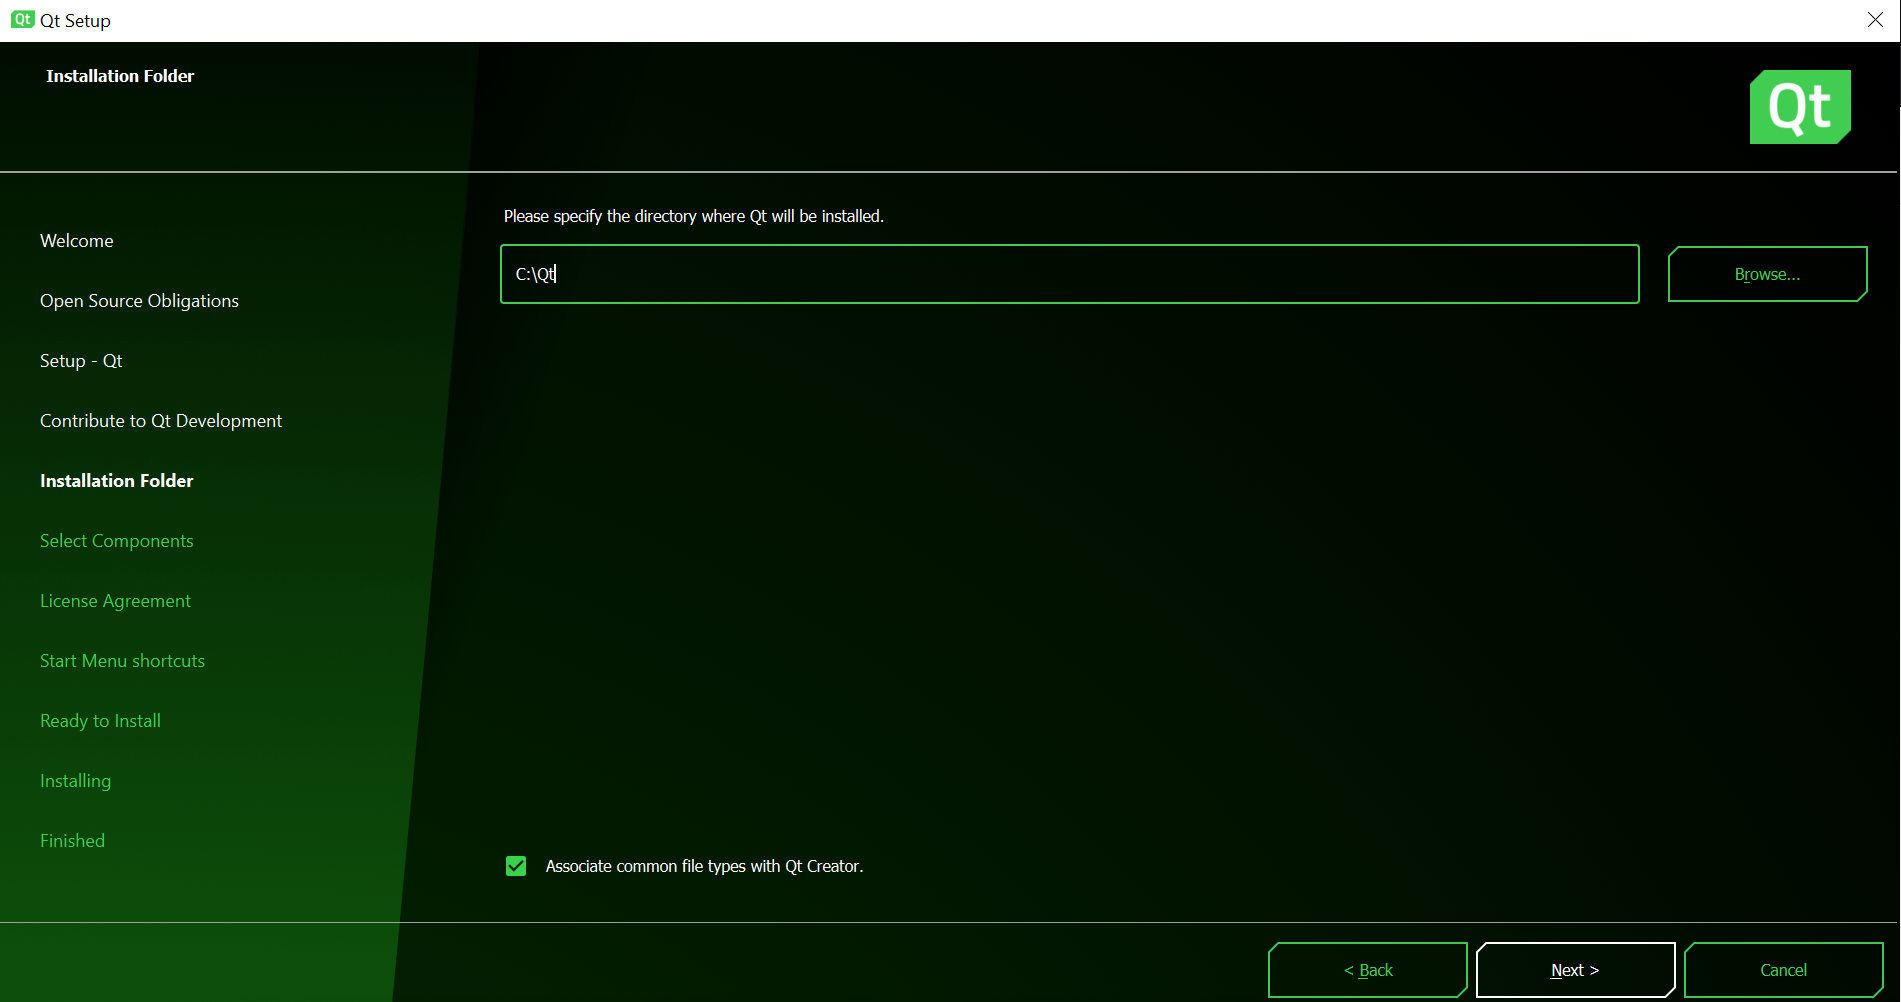 Qt Qt Setup
Installation Folder
Qt
Please specify the directory where Qt will be installed.
C:\Qt
Browse...
Welcome
Open Source Obligations
Setup - Qt
Contribute to Qt Development
Installation Folder
Select Components
License Agreement
Start Menu shortcuts
Ready to Install
Installing
Finished
Associate common file types with Qt Creator.
< Back
Next >
Cancel